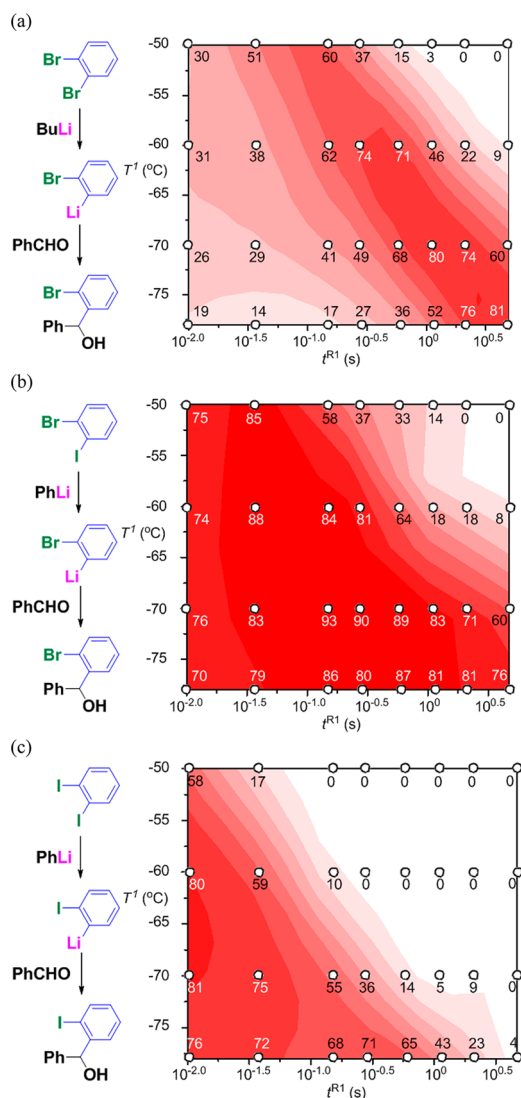 (a)
Br
Br
BuLi
Br
Li
PhCHO
Br
Ph
OH
T¹ (°C)
-50
-55
-60
-65
-70
-75
30 51 60 37 15 3 0 0
31 38 62 74 71 46 22 9
26 29 41 49 68 80 74 60
19 14 17 27 36 52 76 81
10^-2.0 10^-1.5 10^-1.0 10^-0.5 10^0.0 10^0.5
t^R1 (s)
(b)
Br
I
PhLi
Br
Li
PhCHO
Br
Ph
OH
T¹ (°C)
-50
-55
-60
-65
-70
-75
75 85 58 37 33 14 0 0
74 88 84 81 64 18 18 8
76 83 93 90 89 83 71 60
70 79 86 80 87 81 81 76
10^-2.0 10^-1.5 10^-1.0 10^-0.5 10^0.0 10^0.5
t^R1 (s)
(c)
I
I
PhLi
I
Li
PhCHO
I
Ph
OH
T¹ (°C)
-50
-55
-60
-65
-70
-75
58 17 0 0 0 0 0 0
80 59 10 0 0 0 0 0
81 75 55 36 14 5 9 0
76 72 68 71 65 43 23 4
10^-2.0 10^-1.5 10^-1.0 10^-0.5 10^0.0 10^0.5
t^R1 (s)